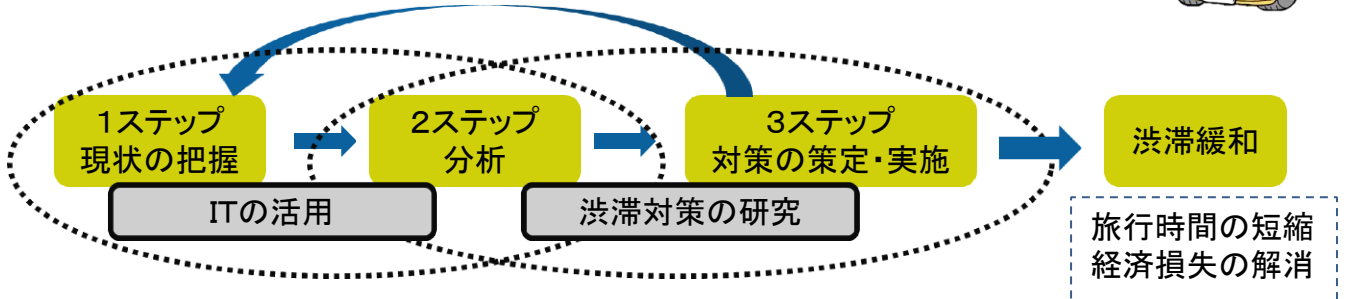 1ステップ
現状の把握
2ステップ
分析
3ステップ
対策の策定・実施
渋滞緩和
ITの活用
渋滞対策の研究
旅行時間の短縮
経済損失の解消